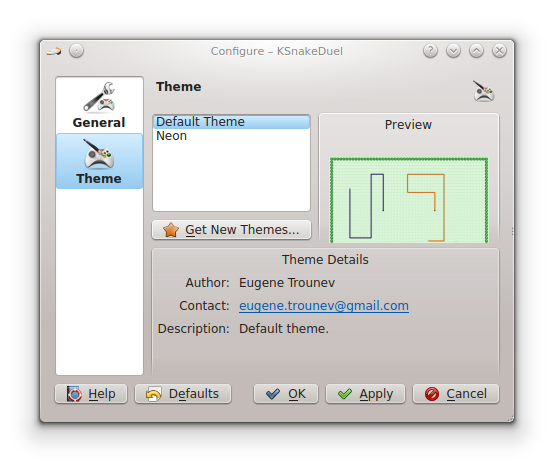 Configure – KSnakeDuel
General
Theme
Theme
Default Theme
Neon
Get New Themes...
Preview
Theme Details
Author: Eugene Trounev
Contact: eugene.trounev@gmail.com
Description: Default theme.
Help Defaults OK Apply Cancel